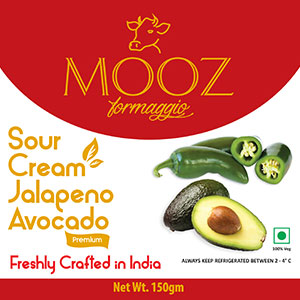 MOOZ
formaggio
Sour
Cream
Jalapeno
Avocado
Premium
100% Veg
Freshly Crafted in India
ALWAYS KEEP REFRIGERATED BETWEEN 2 - 4° C
Net Wt. 150gm